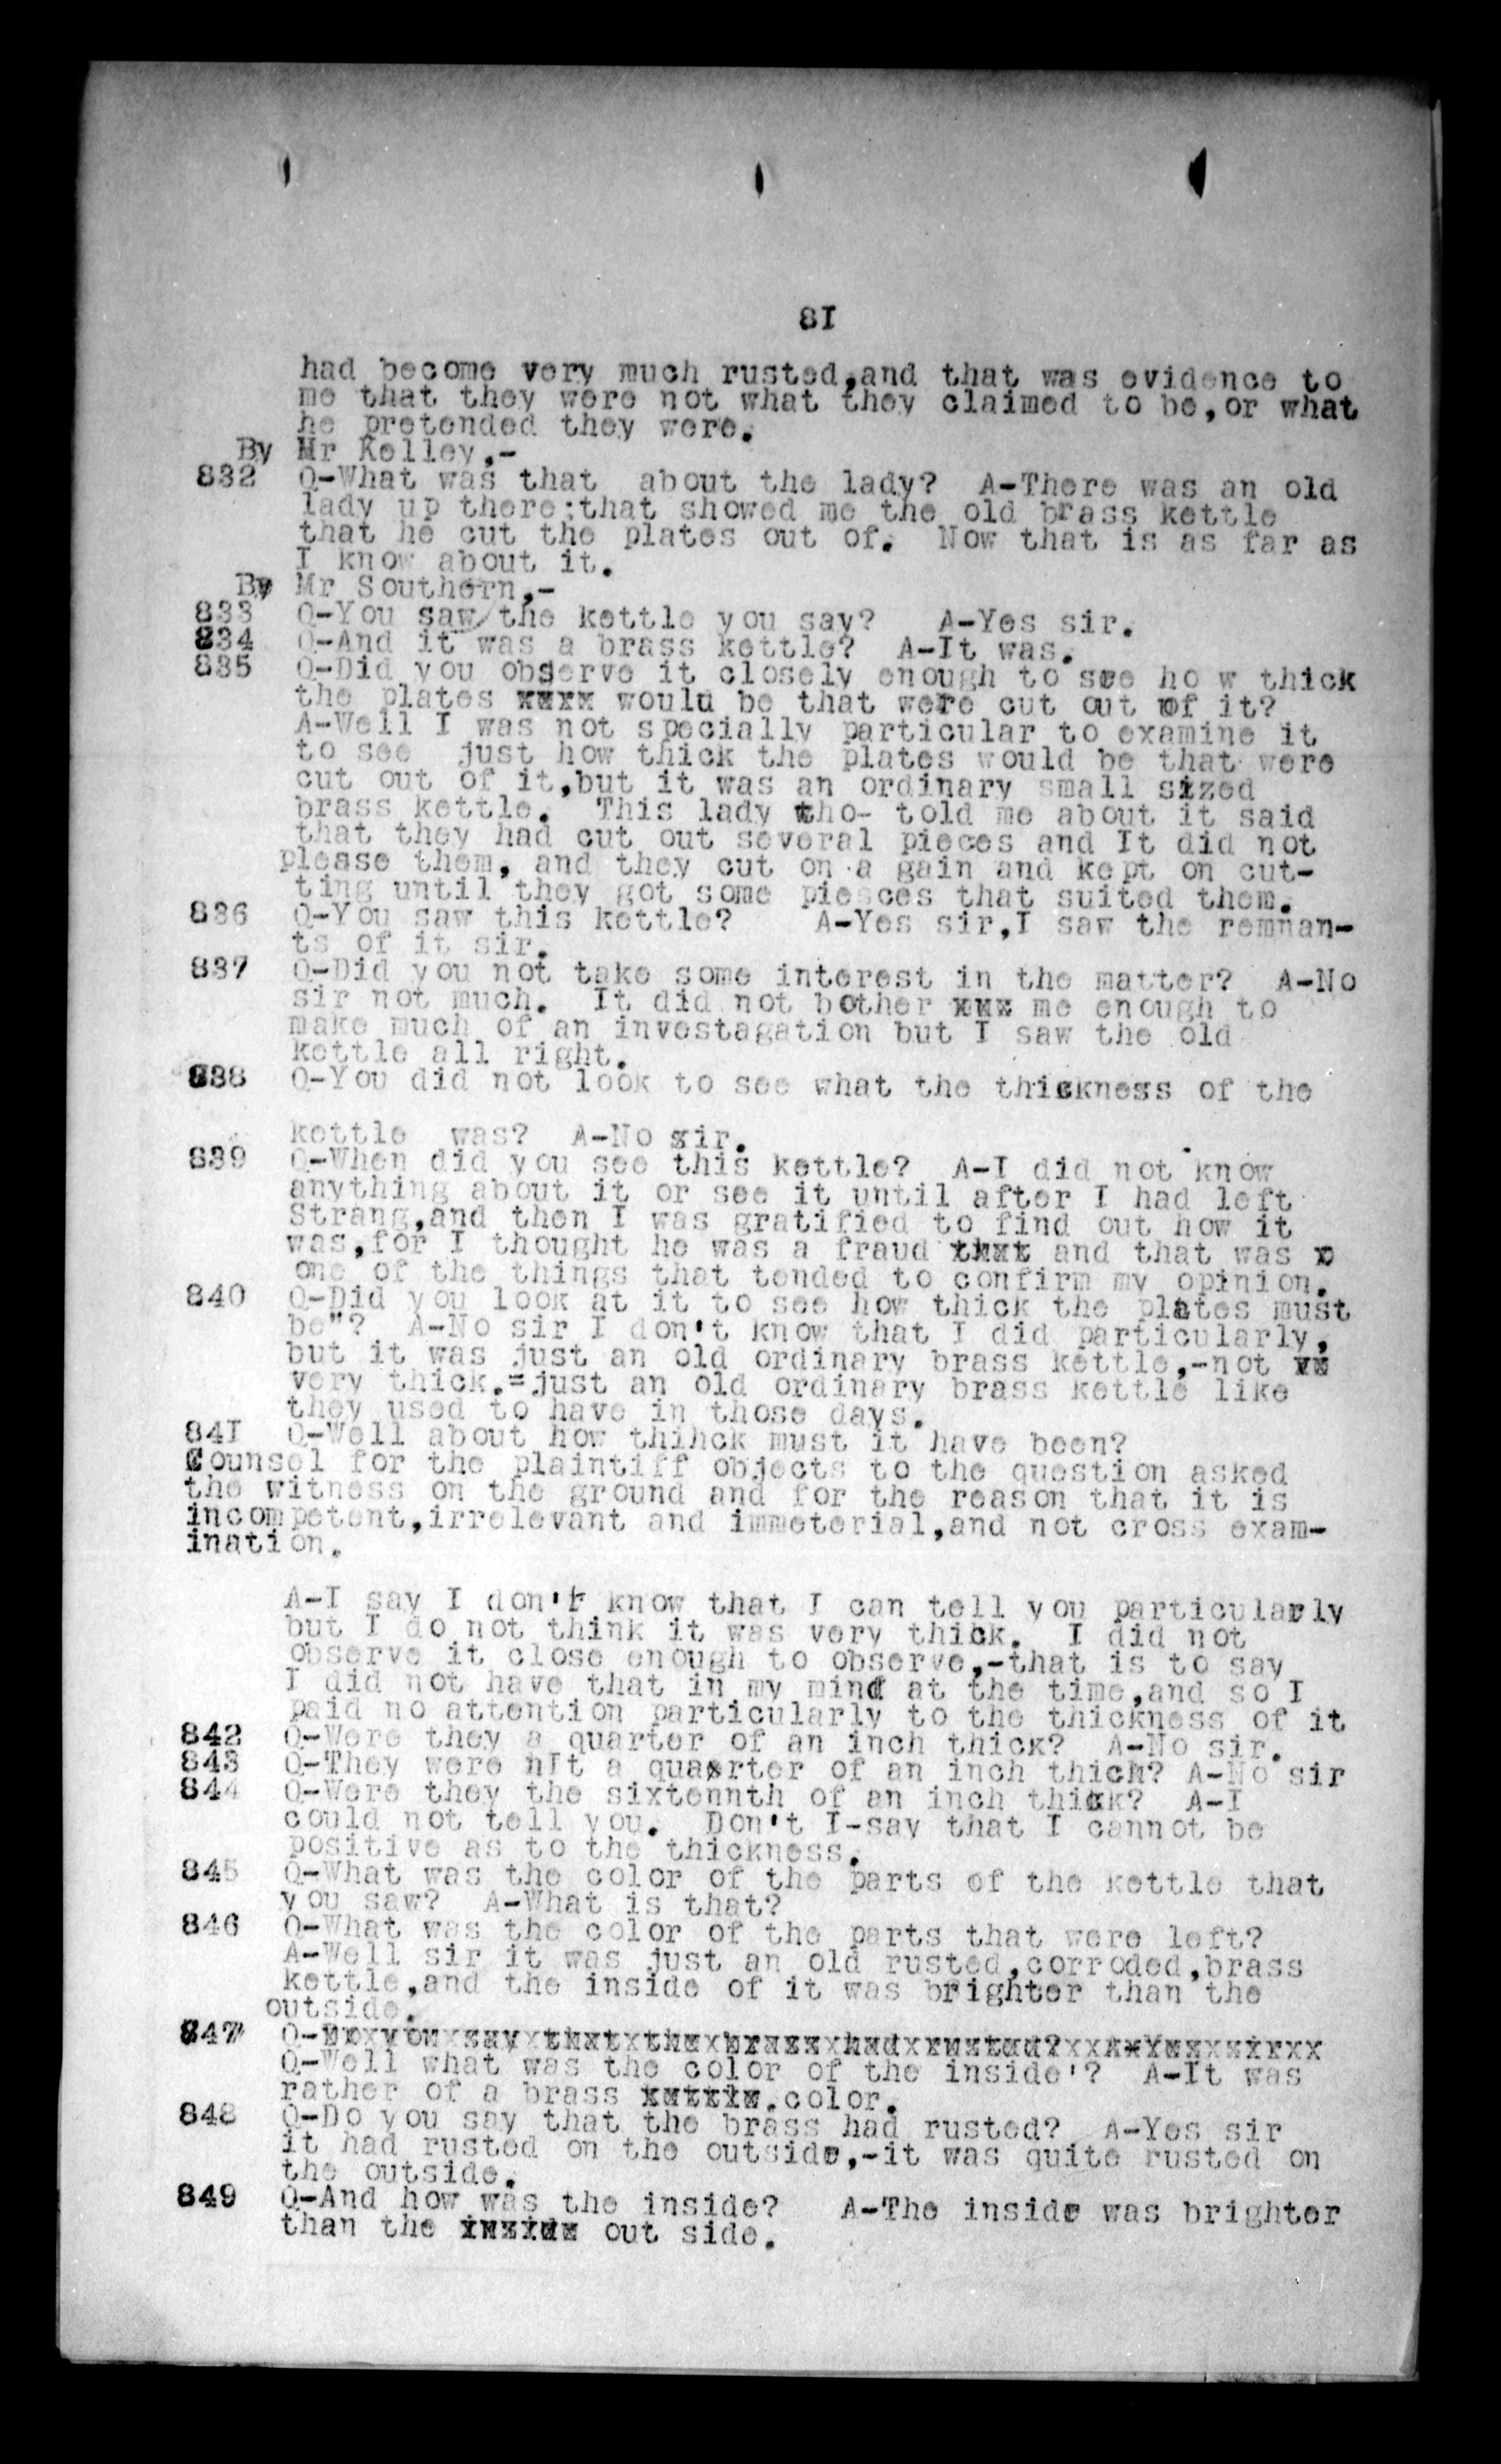 8I
had become very much rusted,and that was evidence to
me that they were not what they claimed to be,or what
he pretended they were.
By Mr Kelley,-
832 Q-What was that about the lady? A-There was an old
lady up there;that showed me the old brass kettle
that he cut the plates out of. Now that is as far as
I know about it.
By Mr Southern,-
833 Q-You saw the kettle you say? A-Yes sir.
834 Q-And it was a brass kettle? A-It was.
835 Q-Did you observe it closely enough to see ho w thick
the plates xxxx would be that were cut out of it?
A-Well I was not specially particular to examine it
to see just how thick the plates would be that were
cut out of it,but it was an ordinary small sized
brass kettle. This lady tho- told me about it said
that they had cut out several pieces and It did not
please them, and they cut on a gain and kept on cut-
ting until they got some piesces that suited them.
836 Q-You saw this kettle? A-Yes sir,I saw the remnan-
ts of it sir.
837 Q-Did you not take some interest in the matter? A-No
sir not much. It did not bother xxx me enough to
make much of an investagation but I saw the old
kettle all right.
838 Q-You did not look to see what the thickness of the
kettle was? A-No sir.
839 Q-When did you see this kettle? A-I did not know
anything about it or see it until after I had left
Strang,and then I was gratified to find out how it
was,for I thought he was a fraud that and that was x
one of the things that tended to confirm my opinion.
840 Q-Did you look at it to see how thick the plates must
be"? A-No sir I don't know that I did particularly,
but it was just an old ordinary brass kettle,-not xx
very thick.=just an old ordinary brass kettle like
they used to have in those days.
84I Q-Well about how thihck must it have been?
Counsel for the plaintiff objects to the question asked
the witness on the ground and for the reason that it is
incompetent,irrelevant and immeterial,and not cross exam-
ination.
A-I say I don't know that I can tell you particularly
but I do not think it was very thick. I did not
observe it close enough to observe,-that is to say
I did not have that in my mind at the time,and so I
paid no attention particularly to the thickness of it
842 Q-Were they a quarter of an inch thick? A-No sir.
843 Q-They were nIt a quaxrter of an inch thich? A-No sir
844 Q-Were they the sixtennth of an inch thick? A-I
could not tell you. Don't I-say that I cannot be
positive as to the thickness.
845 Q-What was the color of the parts of the kettle that
you saw? A-What is that?
846 Q-What was the color of the parts that were left?
A-Well sir it was just an old rusted,corroded,brass
kettle,and the inside of it was brighter than the
outside.
847 Q-Do you say that the brass had rusted? A-Yes sir
Q-Well what was the color of the inside'? A-It was
rather of a brass kettle.color.
848 Q-Do you say that the brass had rusted? A-Yes sir
it had rusted on the outside,-it was quite rusted on
the outside.
849 Q-And how was the inside? A-The inside was brighter
than the inside out side.